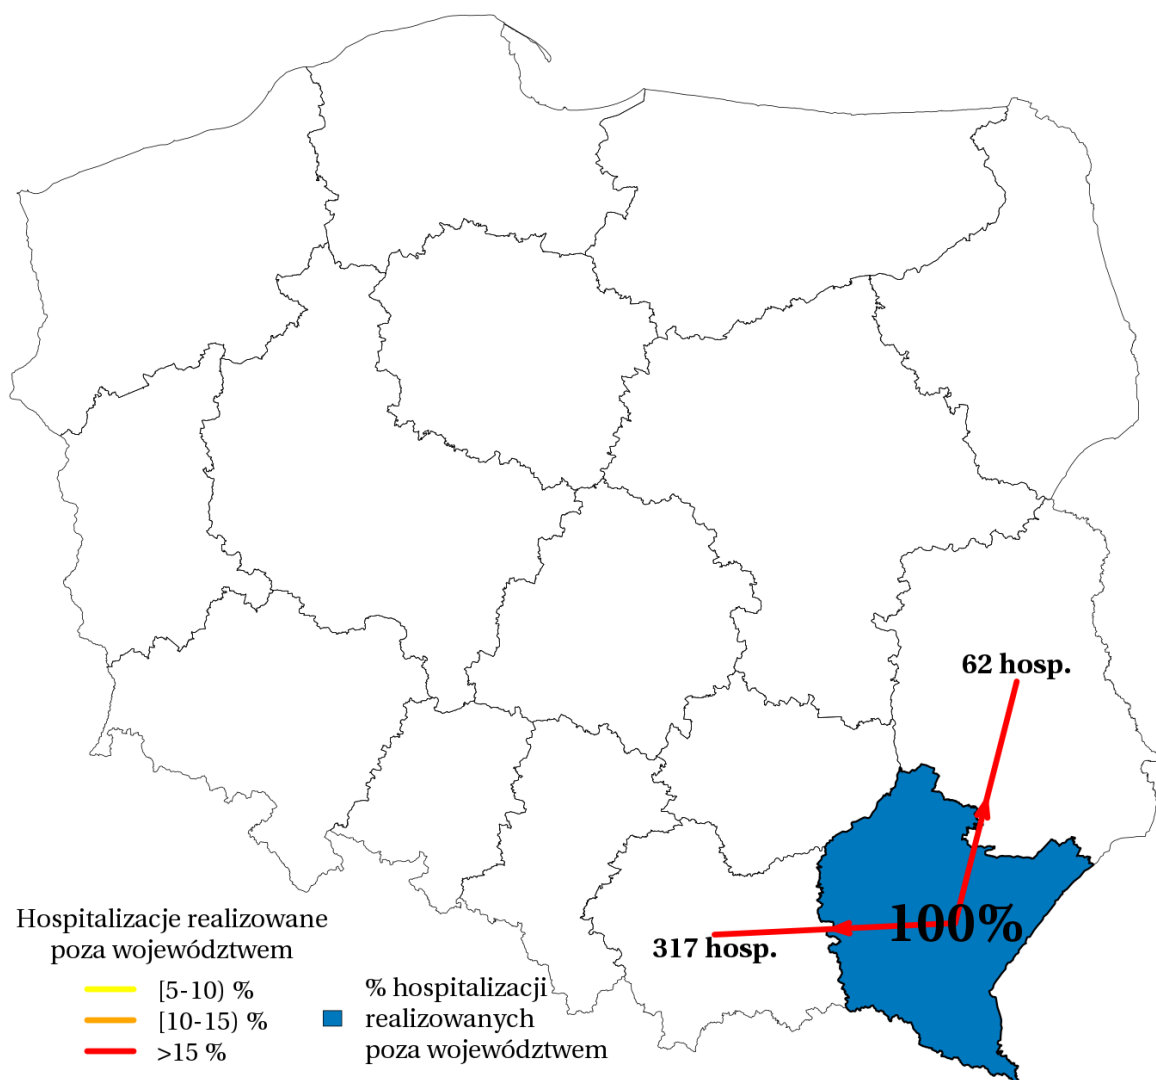 62 hosp.
100%
317 hosp.
Hospitalizacje realizowane
poza województwem
[5-10) %
[10-15) %
>15 %
% hospitalizacji
realizowanych
poza województwem